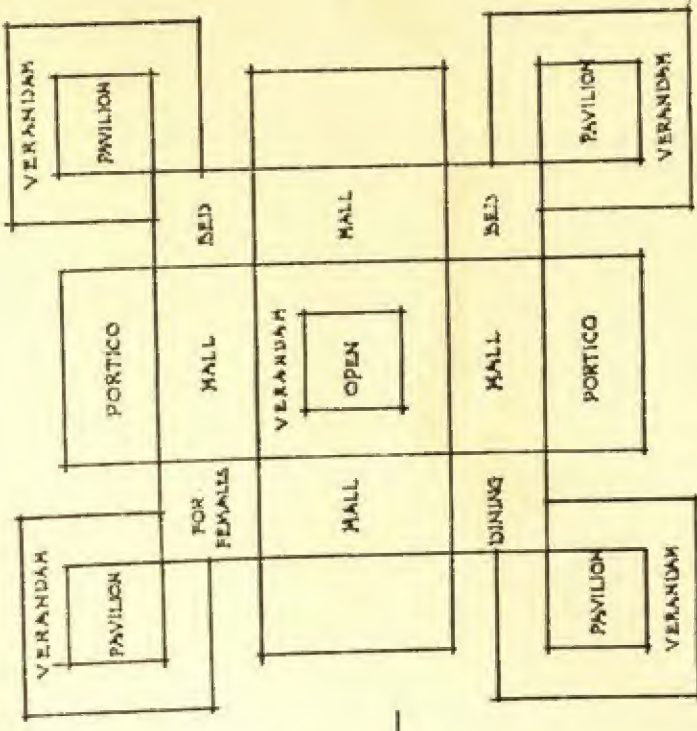 VERANDAH
VERANDAH
PAVILION
PORTICO
PAVILION
FOR
FEMALES
HALL
BED
VERANDAH
HALL
OPEN
HALL
DINING
HALL
BED
PAVILION
PORTICO
PAVILION
VERANDAH
VERANDAH